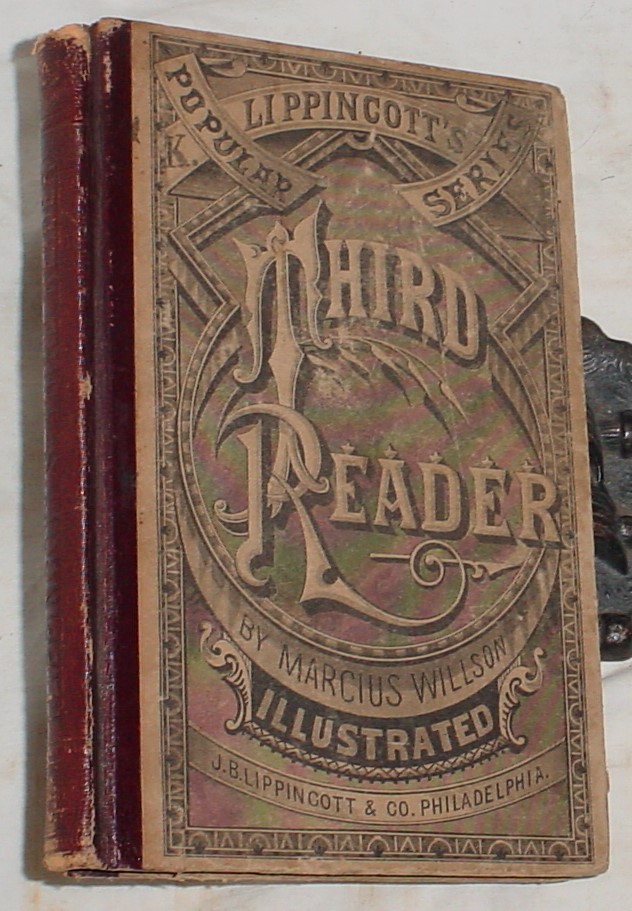 LIPPINCOTT'S
POPULAR SERIES
K.
THIRD
READER
BY MARCIUS WILLSON
ILLUSTRATED
J.B. LIPPINCOTT & CO. PHILADELPHIA.